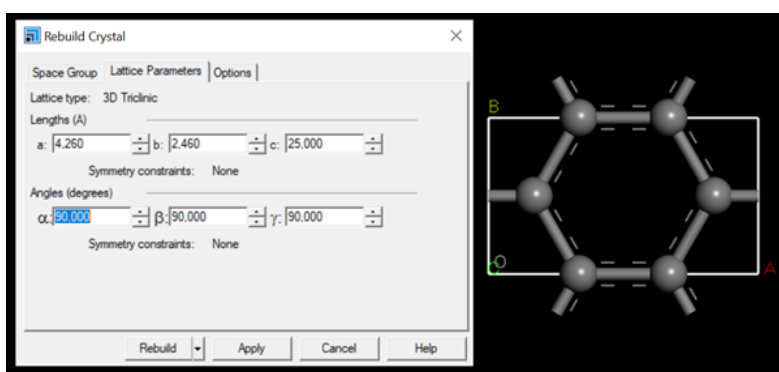 Rebuild Crystal
Space Group Lattice Parameters Options
Lattice type: 3D Triclinic
Lengths (Å)
a: 4.260 b: 2.460 c: 25.000
Symmetry constraints: None
Angles (degrees)
α: 90.000 β: 90.000 γ: 90.000
Symmetry constraints: None
Rebuild Apply Cancel Help
B
C O
A